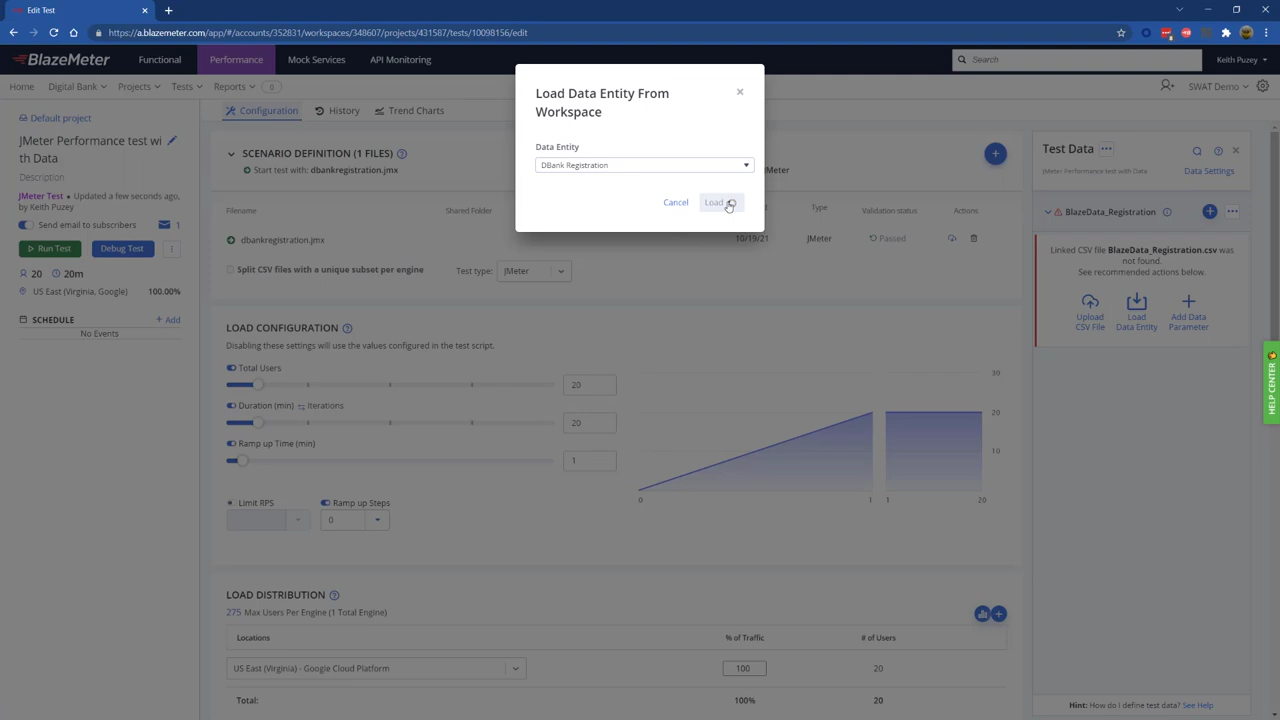 Edit Test
https://a.blazemeter.com/app/#/accounts/352831/workspaces/348607/projects/431587/tests/10098156/edit
BlazeMeter
Functional
Performance
Mock Services
API Monitoring
Search
Keith Puzey
Home
Digital Bank
Projects
Tests
Reports
0
SWAT Demo
Default project
JMeter Performance test wi
th Data
Description
JMeter Test • Updated a few seconds ago,
by Keith Puzey
Send email to subscribers
1
Run Test
Debug Test
20
20m
US East (Virginia, Google)
100.00%
SCHEDULE
+ Add
No Events
Configuration
History
Trend Charts
SCENARIO DEFINITION (1 FILES)
Start test with: dbankregistration.jmx
Meter
Filename
Shared Folder
Type
Validation status
Actions
dbankregistration.jmx
10/19/21
JMeter
Passed
Split CSV files with a unique subset per engine
Test type:
JMeter
Load Data Entity From
Workspace
Data Entity
DBank Registration
Cancel
Load
LOAD CONFIGURATION
Disabling these settings will use the values configured in the test script.
Total Users
20
Duration (min)
Iterations
20
Ramp up Time (min)
1
Limit RPS
Ramp up Steps
0
30
20
10
0
1
1
20
LOAD DISTRIBUTION
275 Max Users Per Engine (1 Total Engine)
Locations
% of Traffic
# of Users
US East (Virginia) - Google Cloud Platform
100
20
Total:
100%
20
Test Data
JMeter Performance test with Data
Data Settings
BlazeData_Registration
Linked CSV file BlazeData_Registration.csv was
not found.
See recommended actions below.
Upload
CSV File
Load
Data Entity
Add Data
Parameter
HELP CENTER
Hint: How do I define test data? See Help